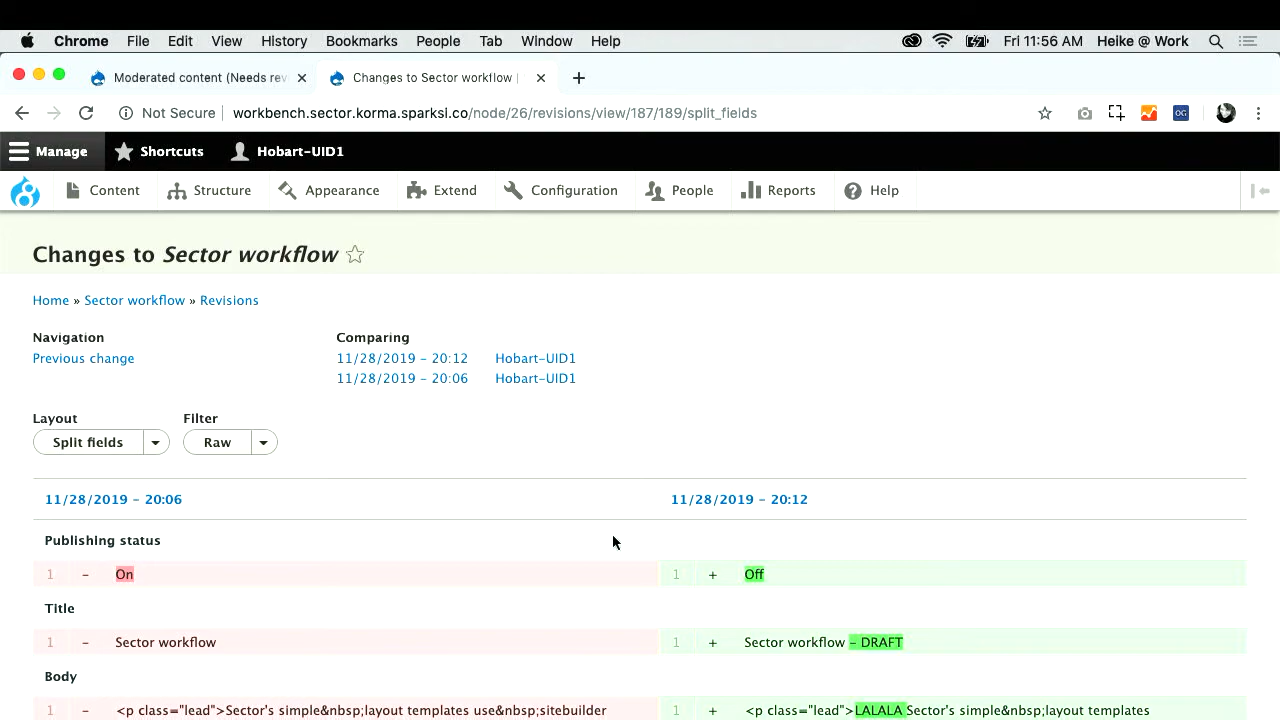 Chrome File Edit View History Bookmarks People Tab Window Help Fri 11:56 AM Heike @ Work
Moderated content (Needs rev Changes to Sector workflow |
Not Secure workbench.sector.korma.sparksl.co/node/26/revisions/view/187/189/split_fields OG
Manage Shortcuts Hobart-UID1
Content Structure Appearance Extend Configuration People Reports Help
Changes to Sector workflow
Home » Sector workflow » Revisions
Navigation Comparing
Previous change 11/28/2019 - 20:12 Hobart-UID1
11/28/2019 - 20:06 Hobart-UID1
Layout Filter
Split fields Raw
11/28/2019 - 20:06 11/28/2019 - 20:12
Publishing status
1 - On 1 + Off
Title
1 - Sector workflow 1 + Sector workflow - DRAFT
Body
1 - <p class="lead">Sector's simple&nbsp;layout templates use&nbsp;sitebuilder 1 + <p class="lead">LALALA Sector's simple&nbsp;layout templates